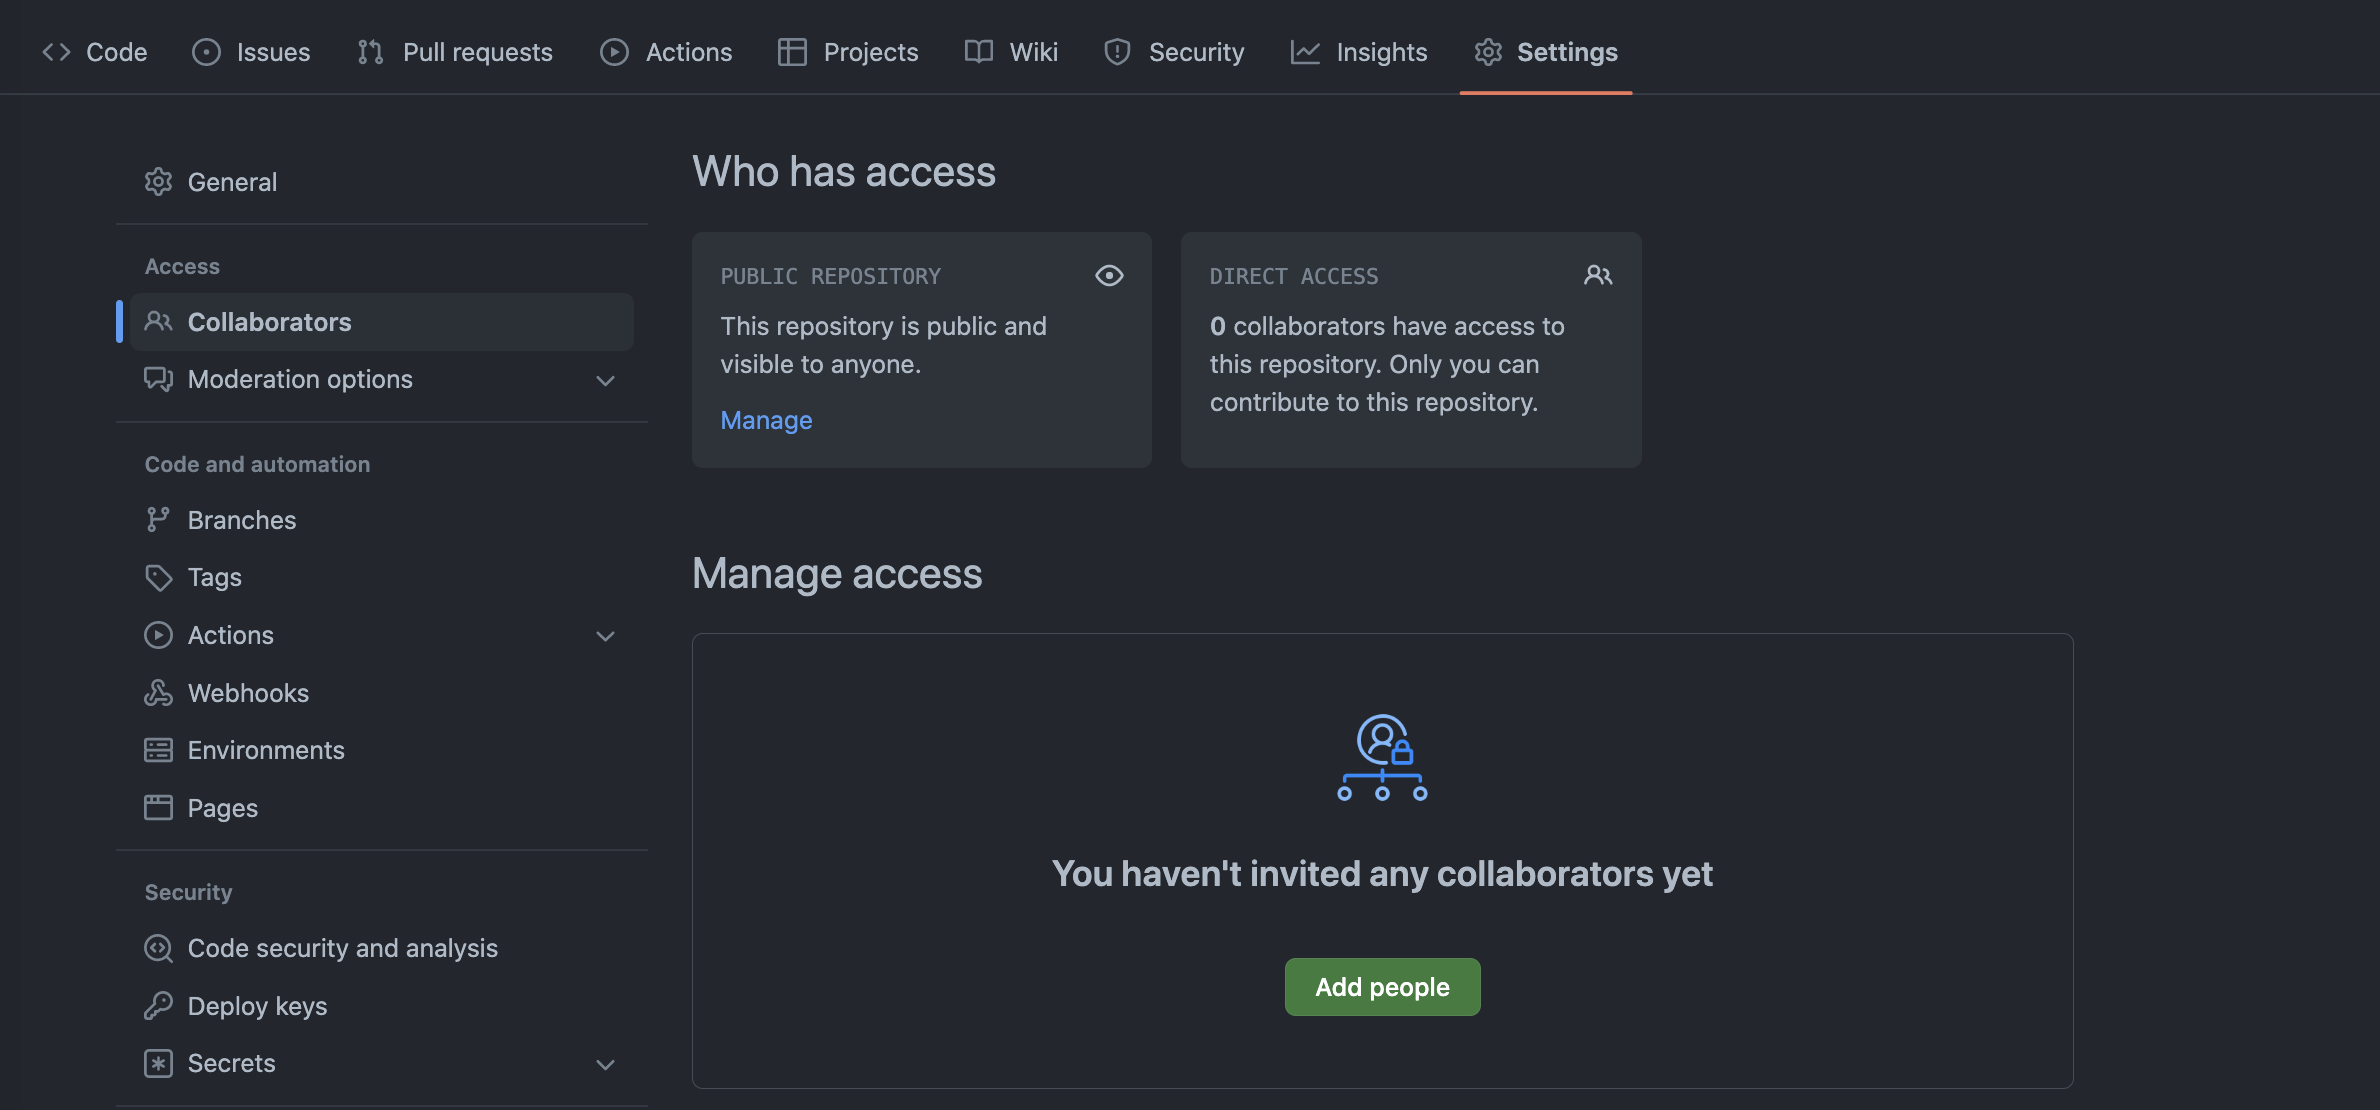 Code Issues Pull requests Actions Projects Wiki Security Insights Settings
General
Access
Collaborators
Moderation options
Code and automation
Branches
Tags
Actions
Webhooks
Environments
Pages
Security
Code security and analysis
Deploy keys
Secrets
Who has access
PUBLIC REPOSITORY
This repository is public and
visible to anyone.
Manage
DIRECT ACCESS
0 collaborators have access to
this repository. Only you can
contribute to this repository.
Manage access
You haven't invited any collaborators yet
Add people